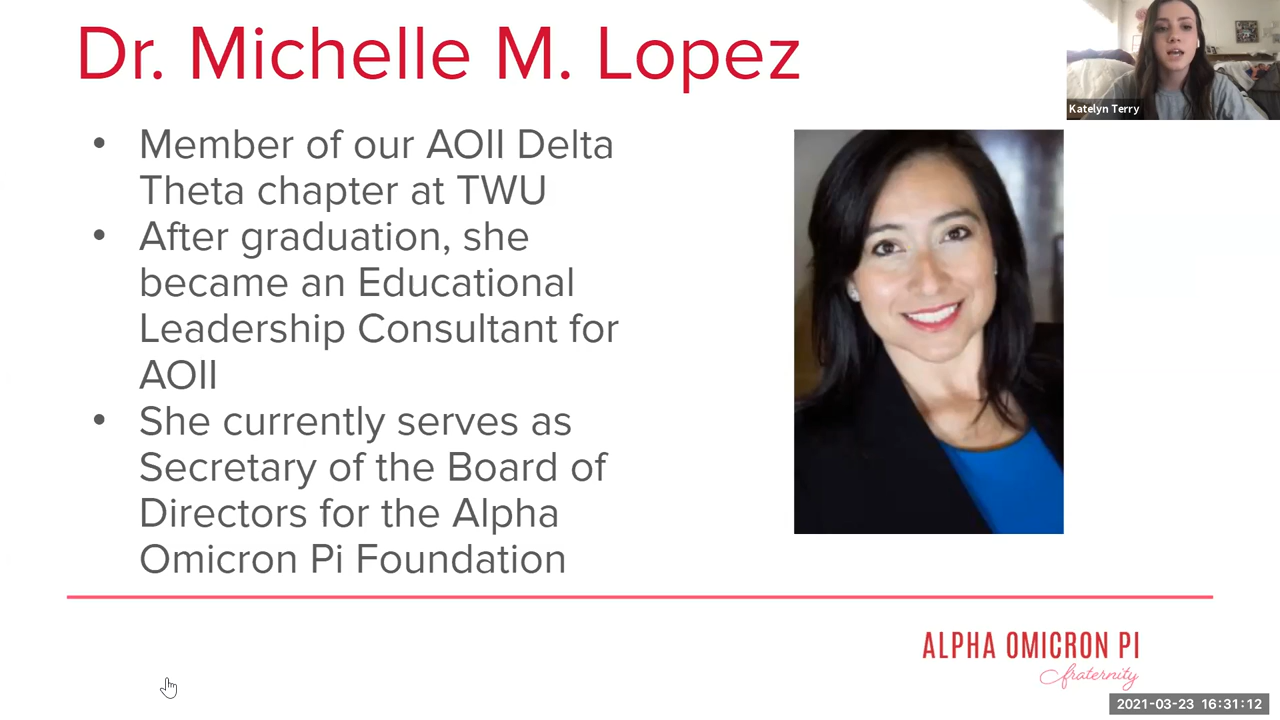 Dr. Michelle M. Lopez
Katelyn Terry
• Member of our AOII Delta
Theta chapter at TWU
• After graduation, she
became an Educational
Leadership Consultant for
AOII
• She currently serves as
Secretary of the Board of
Directors for the Alpha
Omicron Pi Foundation
ALPHA OMICRON PI
fraternity
2021-03-23 16:31:12